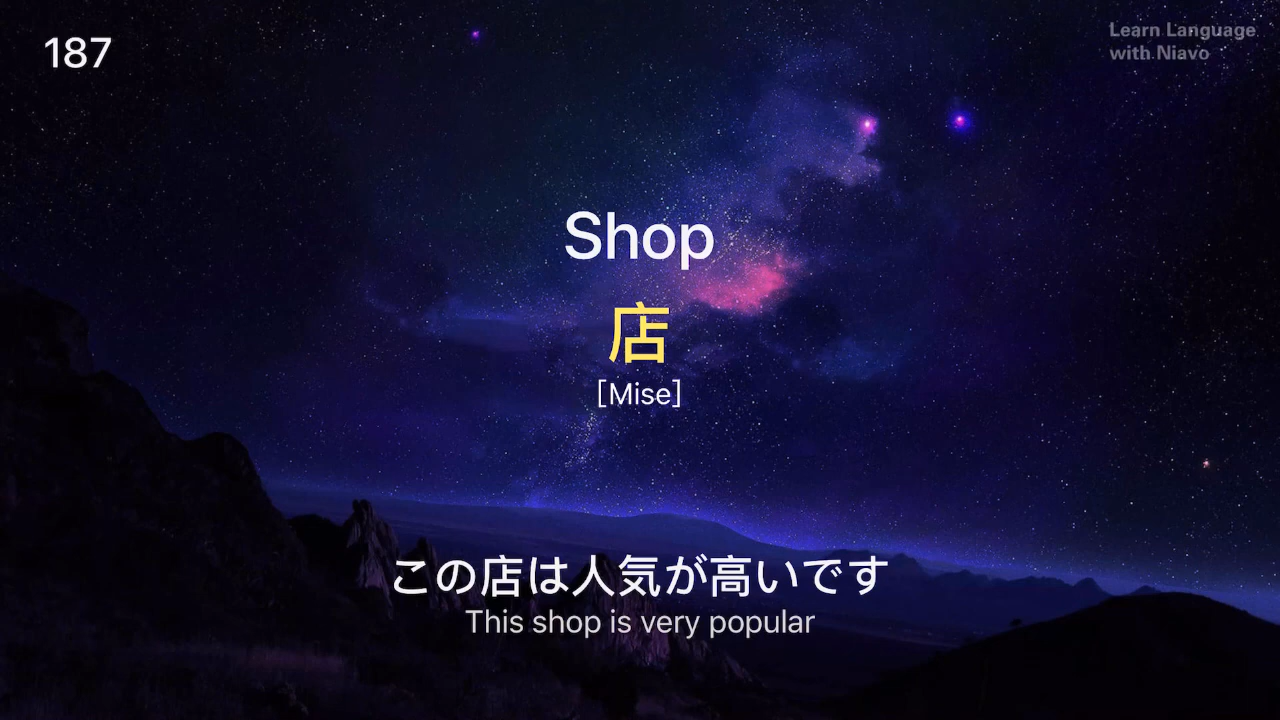 187
Learn Language
with Niavo
Shop
店
[Mise]
この店は人気が高いです
This shop is very popular